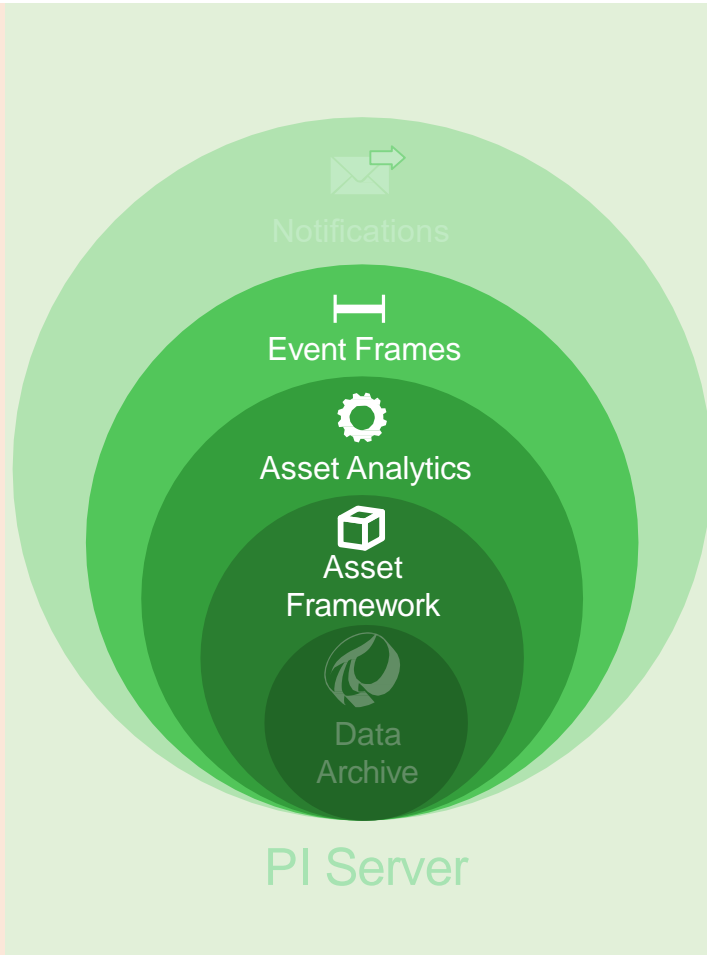 Notifications
Event Frames
Asset Analytics
Asset
Framework
Data
Archive
PI Server